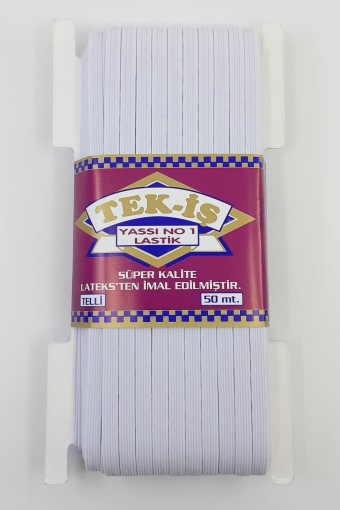 TEK-İŞ
YASSI NO 1
LASTİK
SÜPER KALİTE
LATEKS'TEN İMAL EDİLMİŞTİR.
TELLİ 50 mt.